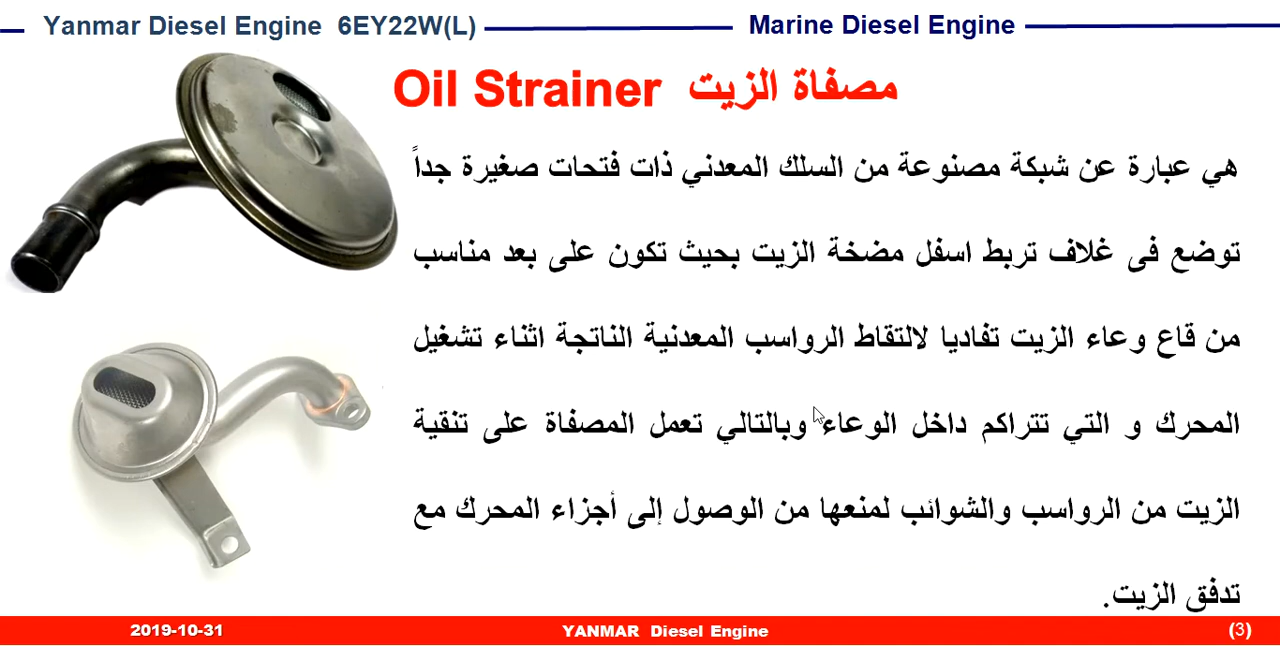 Yanmar Diesel Engine 6EY22W(L)
Marine Diesel Engine
مصفاة الزيت Oil Strainer
هي عبارة عن شبكة مصنوعة من السلك المعدني ذات فتحات صغيرة جداً
توضع فى غلاف تربط اسفل مضخة الزيت بحيث تكون على بعد مناسب
من قاع وعاء الزيت تفاديا لالتقاط الرواسب المعدنية الناتجة اثناء تشغيل
المحرك و التي تتراكم داخل الوعاء وبالتالي تعمل المصفاة على تنقية
الزيت من الرواسب والشوائب لمنعها من الوصول إلى أجزاء المحرك مع
تدفق الزيت.
2019-10-31
YANMAR Diesel Engine
(3)